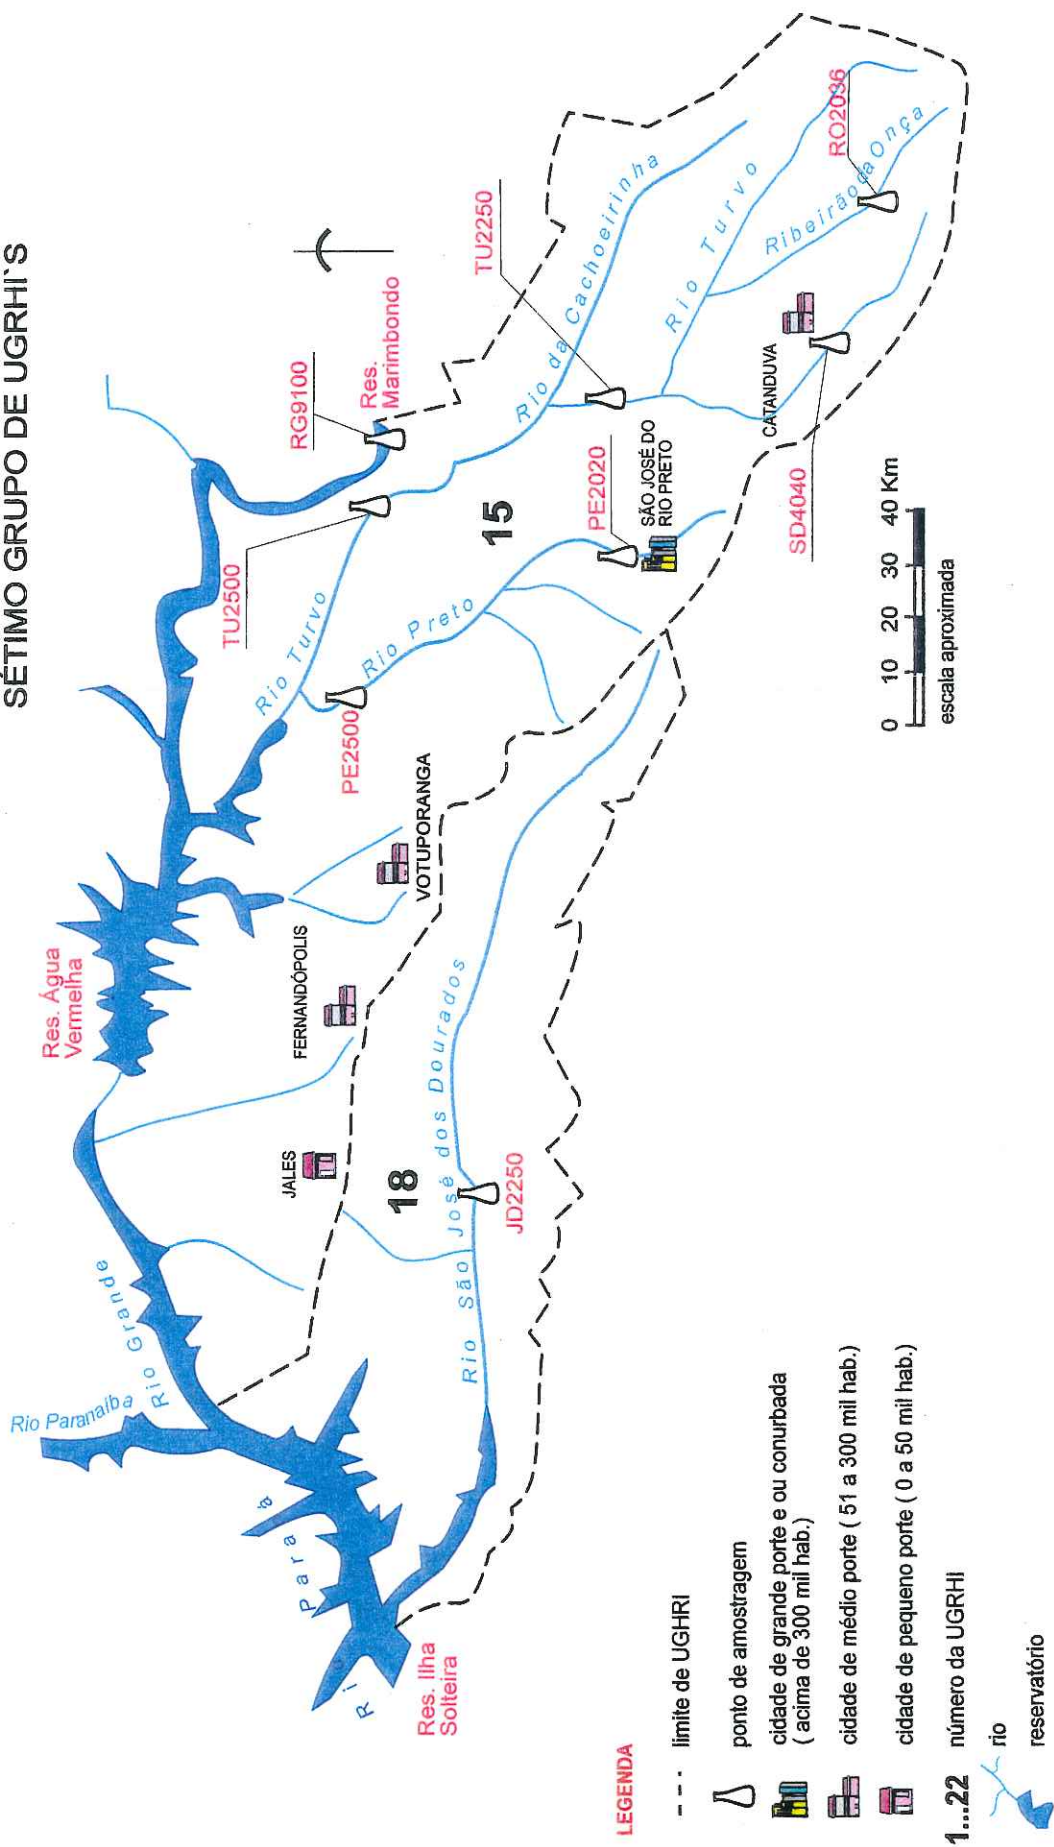 SÉTIMO GRUPO DE UGRHI`S
Res. Água
Vermelha
Rio Paranaíba
Rio Grande
Rio Paraná
Res. Ilha
Solteira
JALES
FERNANDÓPOLIS
VOTUPORANGA
18
Rio São José dos Dourados
JD2250
PE2500
Rio Turvo
TU2500
RG9100
Res.
Marimbondo
Rio Preto
15
PE2020
SÃO JOSÉ DO
RIO PRETO
TU2250
Rio da Cachoeirinha
Rio Turvo
Ribeirão da Onça
RO2036
CATANDUVA
SD4040
0 10 20 30 40 Km
escala aproximada
LEGENDA
limite de UGHRI
ponto de amostragem
cidade de grande porte e ou conurbada
( acima de 300 mil hab.)
cidade de médio porte ( 51 a 300 mil hab.)
cidade de pequeno porte ( 0 a 50 mil hab.)
1...22 número da UGRHI
rio
reservatório